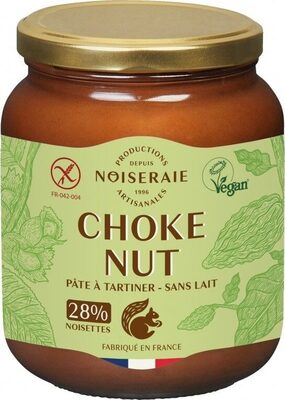 PRODUCTIONS
DEPUIS
NOISERAIE
1996
ARTISANALES
FR-042-004
Vegan
CHOKE
NUT
PÂTE À TARTINER - SANS LAIT
28%
NOISETTES
FABRIQUÉ EN FRANCE